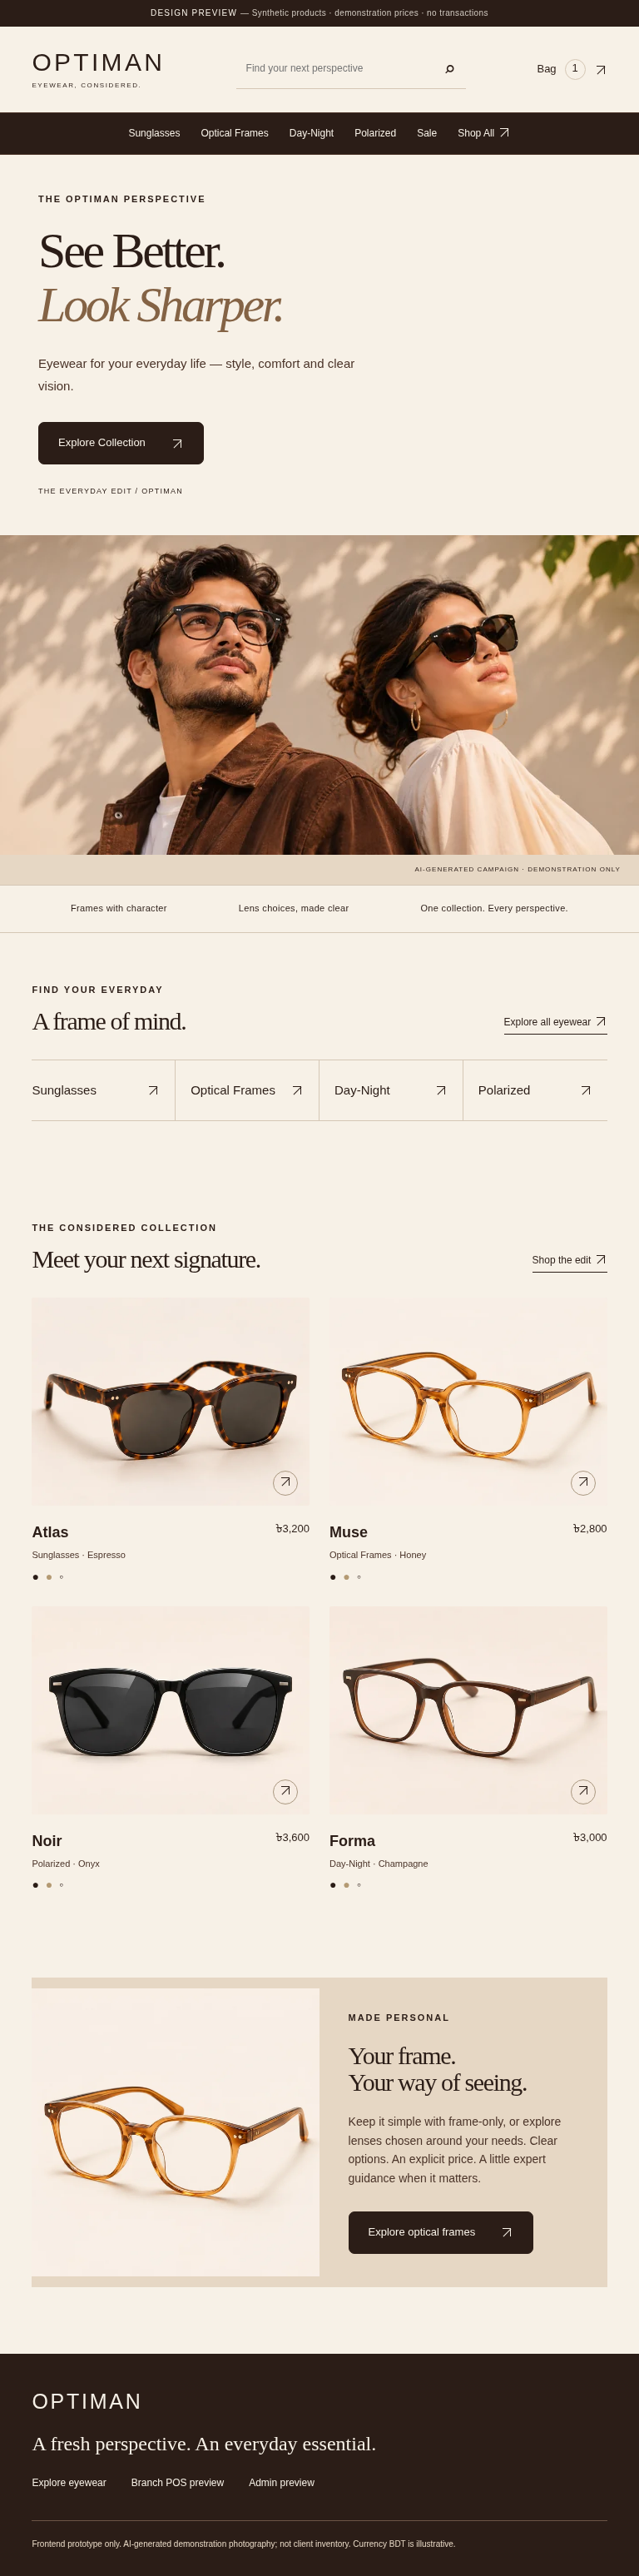 DESIGN PREVIEW — Synthetic products · demonstration prices · no transactions
OPTIMAN
EYEWEAR, CONSIDERED.
Find your next perspective
Bag 1
Sunglasses Optical Frames Day-Night Polarized Sale Shop All
THE OPTIMAN PERSPECTIVE
See Better.
Look Sharper.
Eyewear for your everyday life — style, comfort and clear
vision.
Explore Collection
THE EVERYDAY EDIT / OPTIMAN
AI-GENERATED CAMPAIGN · DEMONSTRATION ONLY
Frames with character Lens choices, made clear One collection. Every perspective.
FIND YOUR EVERYDAY
A frame of mind.
Explore all eyewear
Sunglasses Optical Frames Day-Night Polarized
THE CONSIDERED COLLECTION
Meet your next signature.
Shop the edit
Atlas ৳3,200
Sunglasses · Espresso
Muse ৳2,800
Optical Frames · Honey
Noir ৳3,600
Polarized · Onyx
Forma ৳3,000
Day-Night · Champagne
MADE PERSONAL
Your frame.
Your way of seeing.
Keep it simple with frame-only, or explore
lenses chosen around your needs. Clear
options. An explicit price. A little expert
guidance when it matters.
Explore optical frames
OPTIMAN
A fresh perspective. An everyday essential.
Explore eyewear Branch POS preview Admin preview
Frontend prototype only. AI-generated demonstration photography; not client inventory. Currency BDT is illustrative.